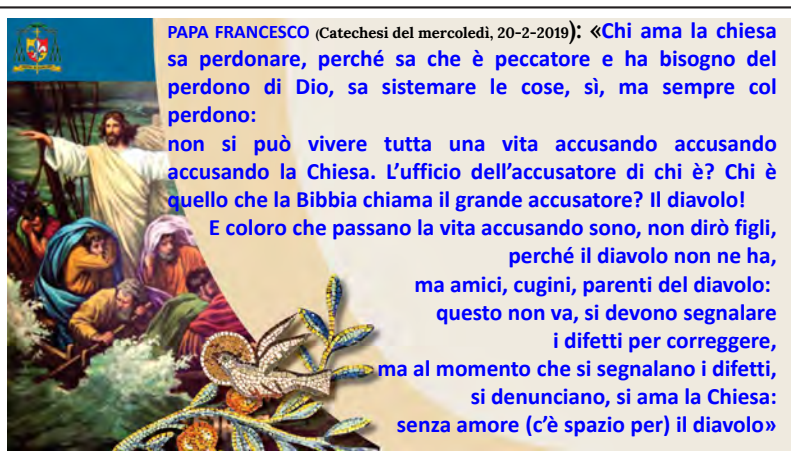 PAPA FRANCESCO (Catechesi del mercoledì, 20-2-2019): «Chi ama la chiesa
sa perdonare, perché sa che è peccatore e ha bisogno del
perdono di Dio, sa sistemare le cose, sì, ma sempre col
perdono:
non si può vivere tutta una vita accusando accusando
accusando la Chiesa. L'ufficio dell'accusatore di chi è? Chi è
quello che la Bibbia chiama il grande accusatore? Il diavolo!
E coloro che passano la vita accusando sono, non dirò figli,
perché il diavolo non ne ha,
ma amici, cugini, parenti del diavolo:
questo non va, si devono segnalare
i difetti per correggere,
ma al momento che si segnalano i difetti,
si denunciano, si ama la Chiesa:
senza amore (c'è spazio per) il diavolo»